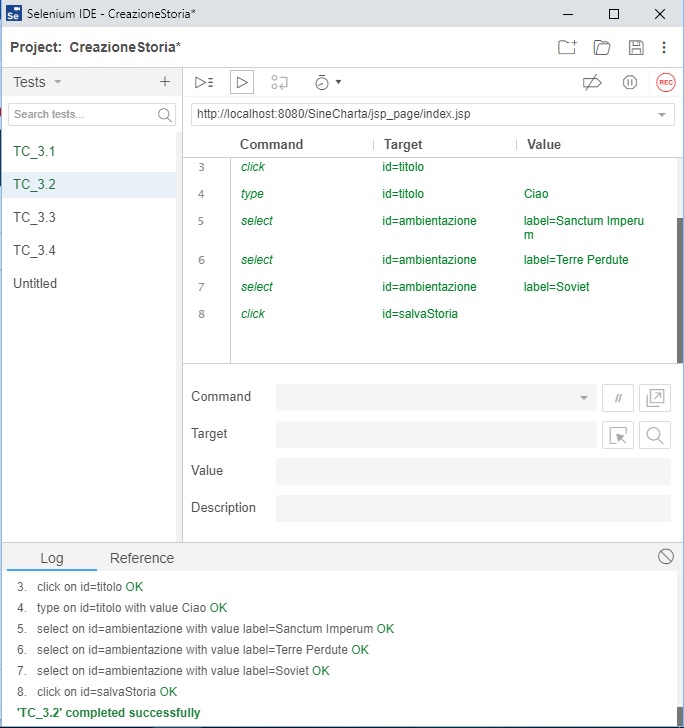 Se Selenium IDE - CreazioneStoria*
Project: CreazioneStoria*
Tests
Search tests...
TC_3.1
TC_3.2
TC_3.3
TC_3.4
Untitled
REC
http://localhost:8080/SineCharta/jsp_page/index.jsp
Command Target Value
3 click id=titolo
4 type id=titolo Ciao
5 select id=ambientazione label=Sanctum Imperu
m
6 select id=ambientazione label=Terre Perdute
7 select id=ambientazione label=Soviet
8 click id=salvaStoria
Command //
Target
Value
Description
Log Reference
3. click on id=titolo OK
4. type on id=titolo with value Ciao OK
5. select on id=ambientazione with value label=Sanctum Imperum OK
6. select on id=ambientazione with value label=Terre Perdute OK
7. select on id=ambientazione with value label=Soviet OK
8. click on id=salvaStoria OK
'TC_3.2' completed successfully